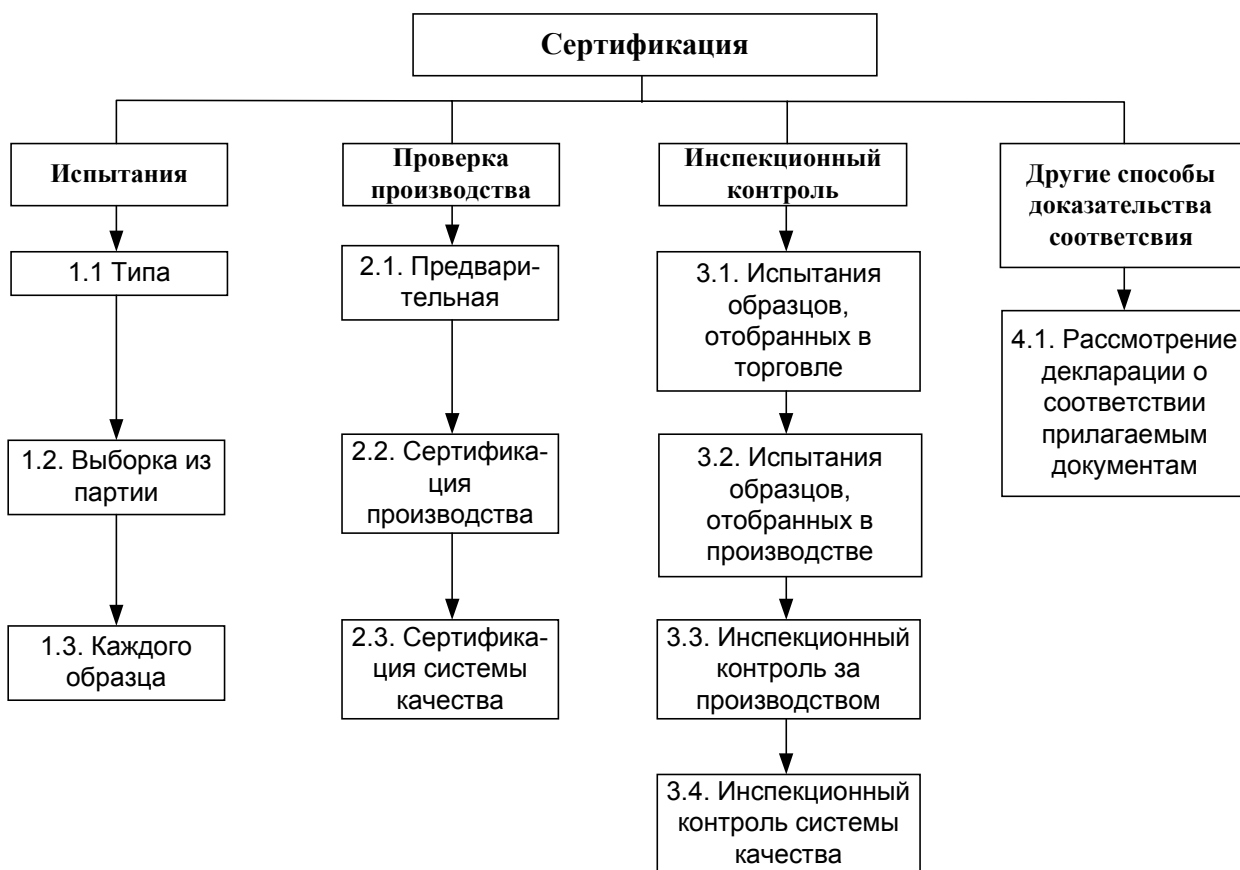 Сертификация
Испытания
1.1 Типа
1.2. Выборка из
партии
1.3. Каждого
образца
Проверка
производства
2.1. Предвари-
тельная
2.2. Сертифика-
ция
производства
2.3. Сертифика-
ция системы
качества
Инспекционный
контроль
3.1. Испытания
образцов,
отобранных в
торговле
3.2. Испытания
образцов,
отобранных в
производстве
3.3. Инспекционный
контроль за
производством
3.4. Инспекционный
контроль системы
качества
Другие способы
доказательства
соответсвия
4.1. Рассмотрение
декларации о
соответствии
прилагаемым
документам